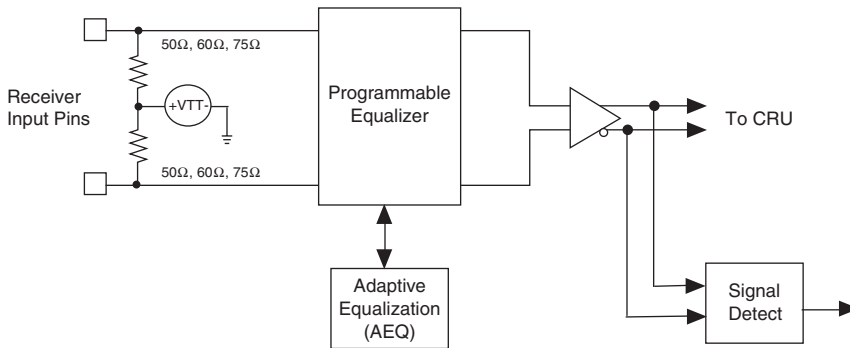 50Ω, 60Ω, 75Ω
Receiver
Input Pins
+VTT-
50Ω, 60Ω, 75Ω
Programmable
Equalizer
Adaptive
Equalization
(AEQ)
To CRU
Signal
Detect